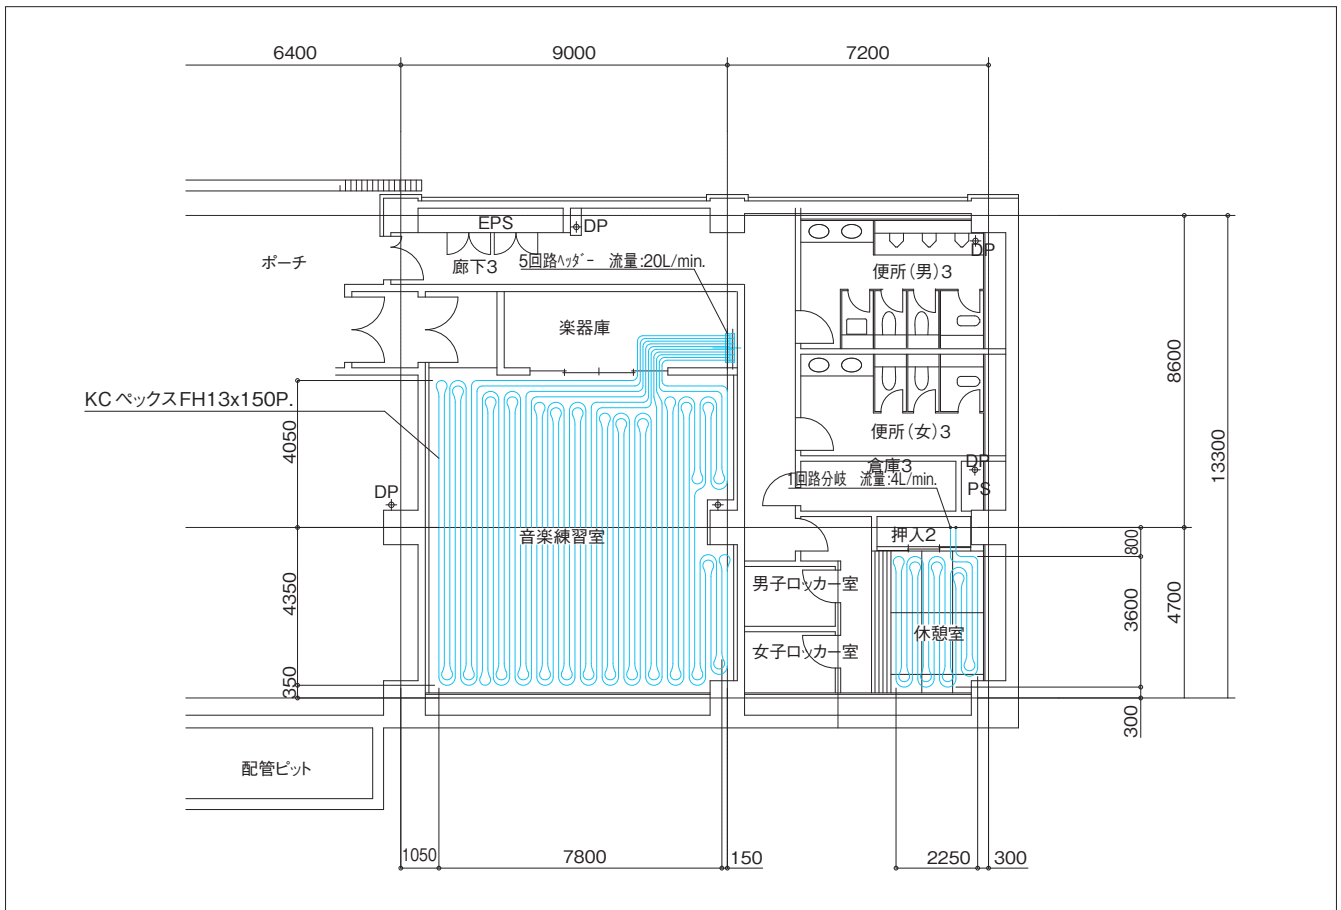 6400
9000
7200
EPS
DP
ポーチ
廊下3
5回路ヘッダー 流量:20L/min.
便所(男)3
DP
楽器庫
8600
KCペックスFH13x150P.
4050
便所(女)3
13300
倉庫3
DP
1回路分岐 流量:4L/min.
PS
DP
音楽練習室
押入2
800
男子ロッカー室
4350
3600
4700
休憩室
女子ロッカー室
350
300
配管ピット
1050
7800
150
2250
300